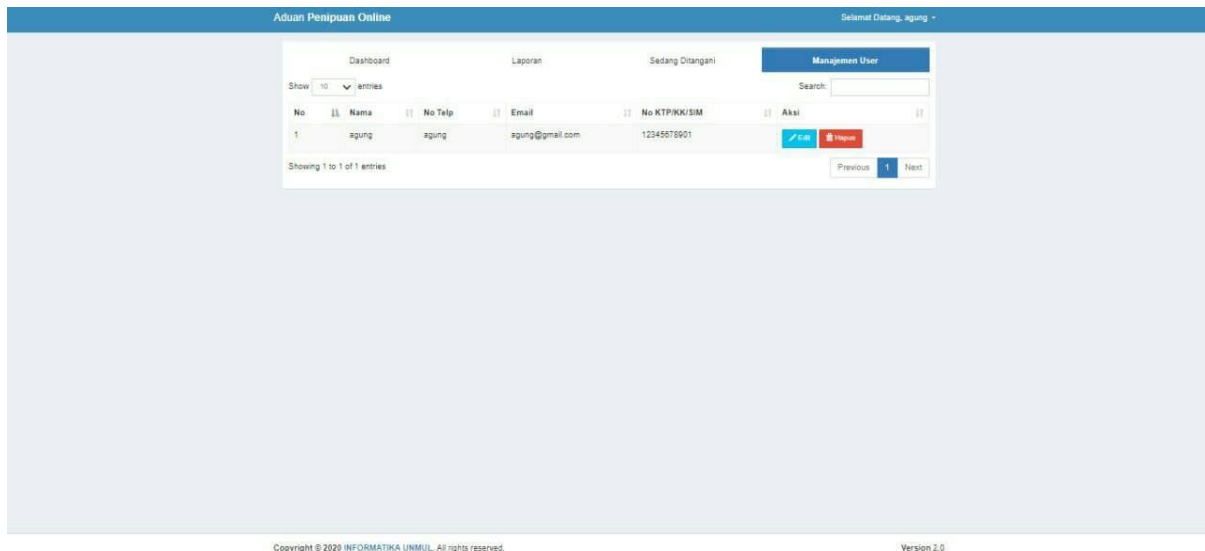 Aduan Penipuan Online Selamat Datang, agung
Dashboard Laporan Sedang Ditangani Manajemen User
Show 10 entries Search:
No Nama No Telp Email No KTP/KK/SIM Aksi
1 agung agung agung@gmail.com 12345678901 Edit Hapus
Showing 1 to 1 of 1 entries Previous 1 Next
Copyright © 2020 INFORMATIKA UNMUL. All rights reserved. Version 2.0